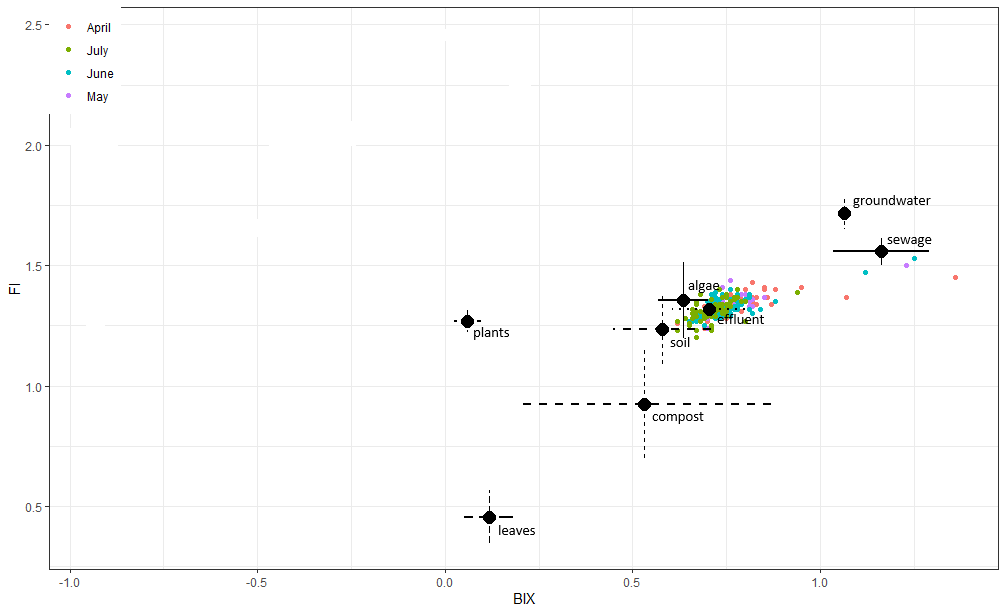 2.5
April
July
June
May
2.0
groundwater
sewage
1.5
FI
algae
effluent
plants
soil
1.0
compost
0.5
leaves
-1.0
-0.5
0.0
0.5
1.0
BIX